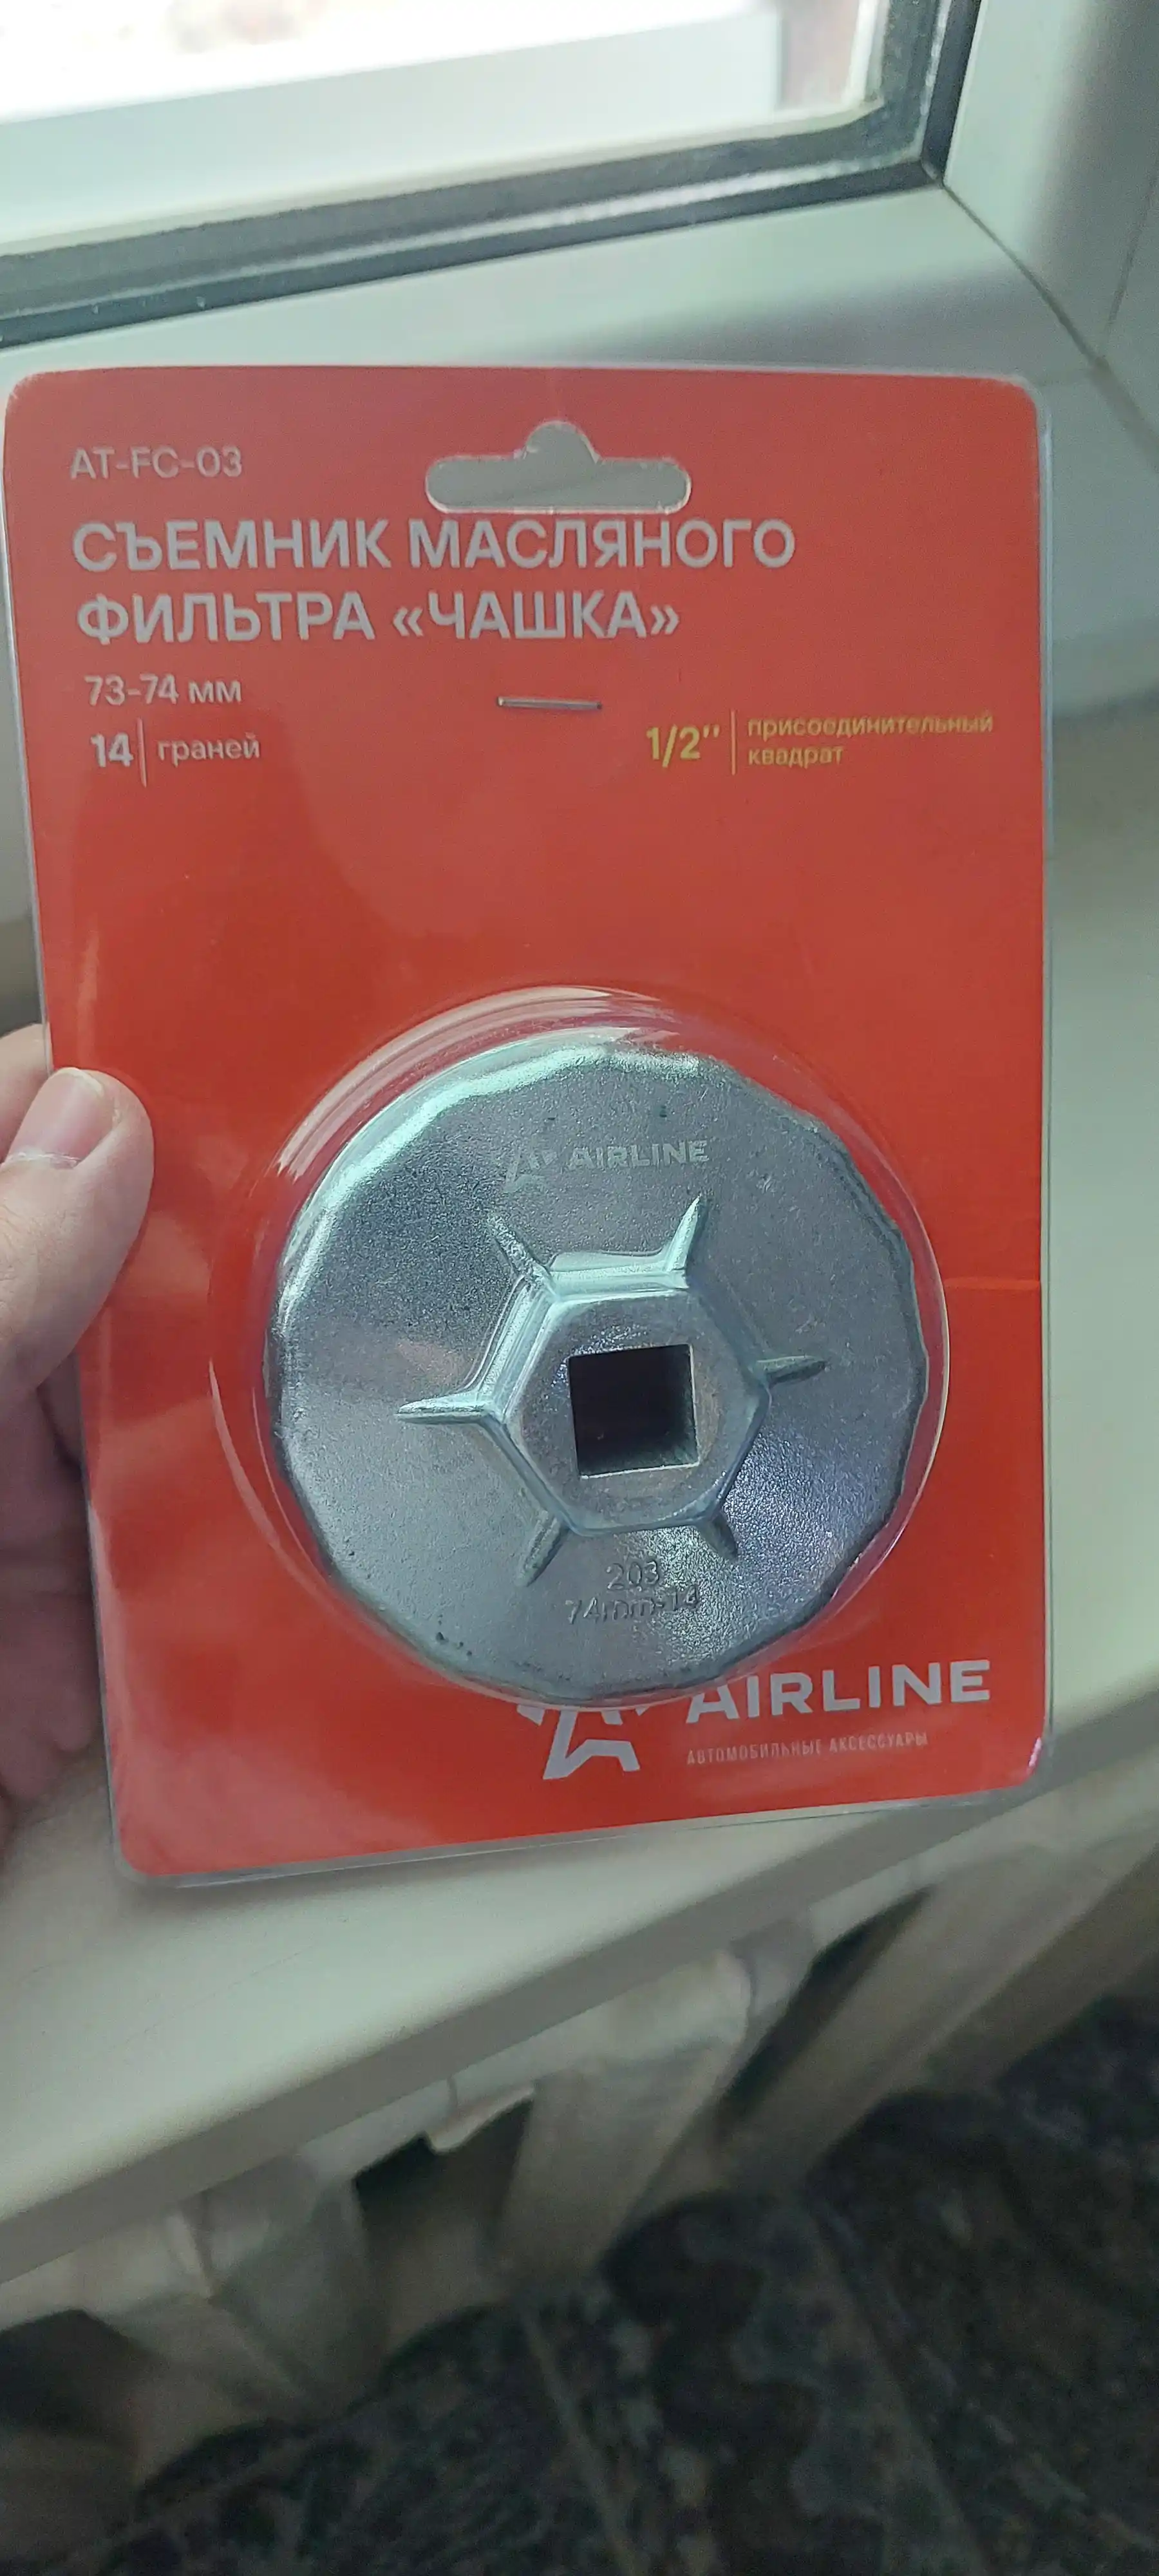 AT-FC-03
СЪЕМНИК МАСЛЯНОГО
ФИЛЬТРА «ЧАШКА»
73-74 мм
14 граней
1/2" присоединительный
квадрат
AIRLINE
203
74mm-14
AIRLINE
АВТОМОБИЛЬНЫЕ АКСЕССУАРЫ